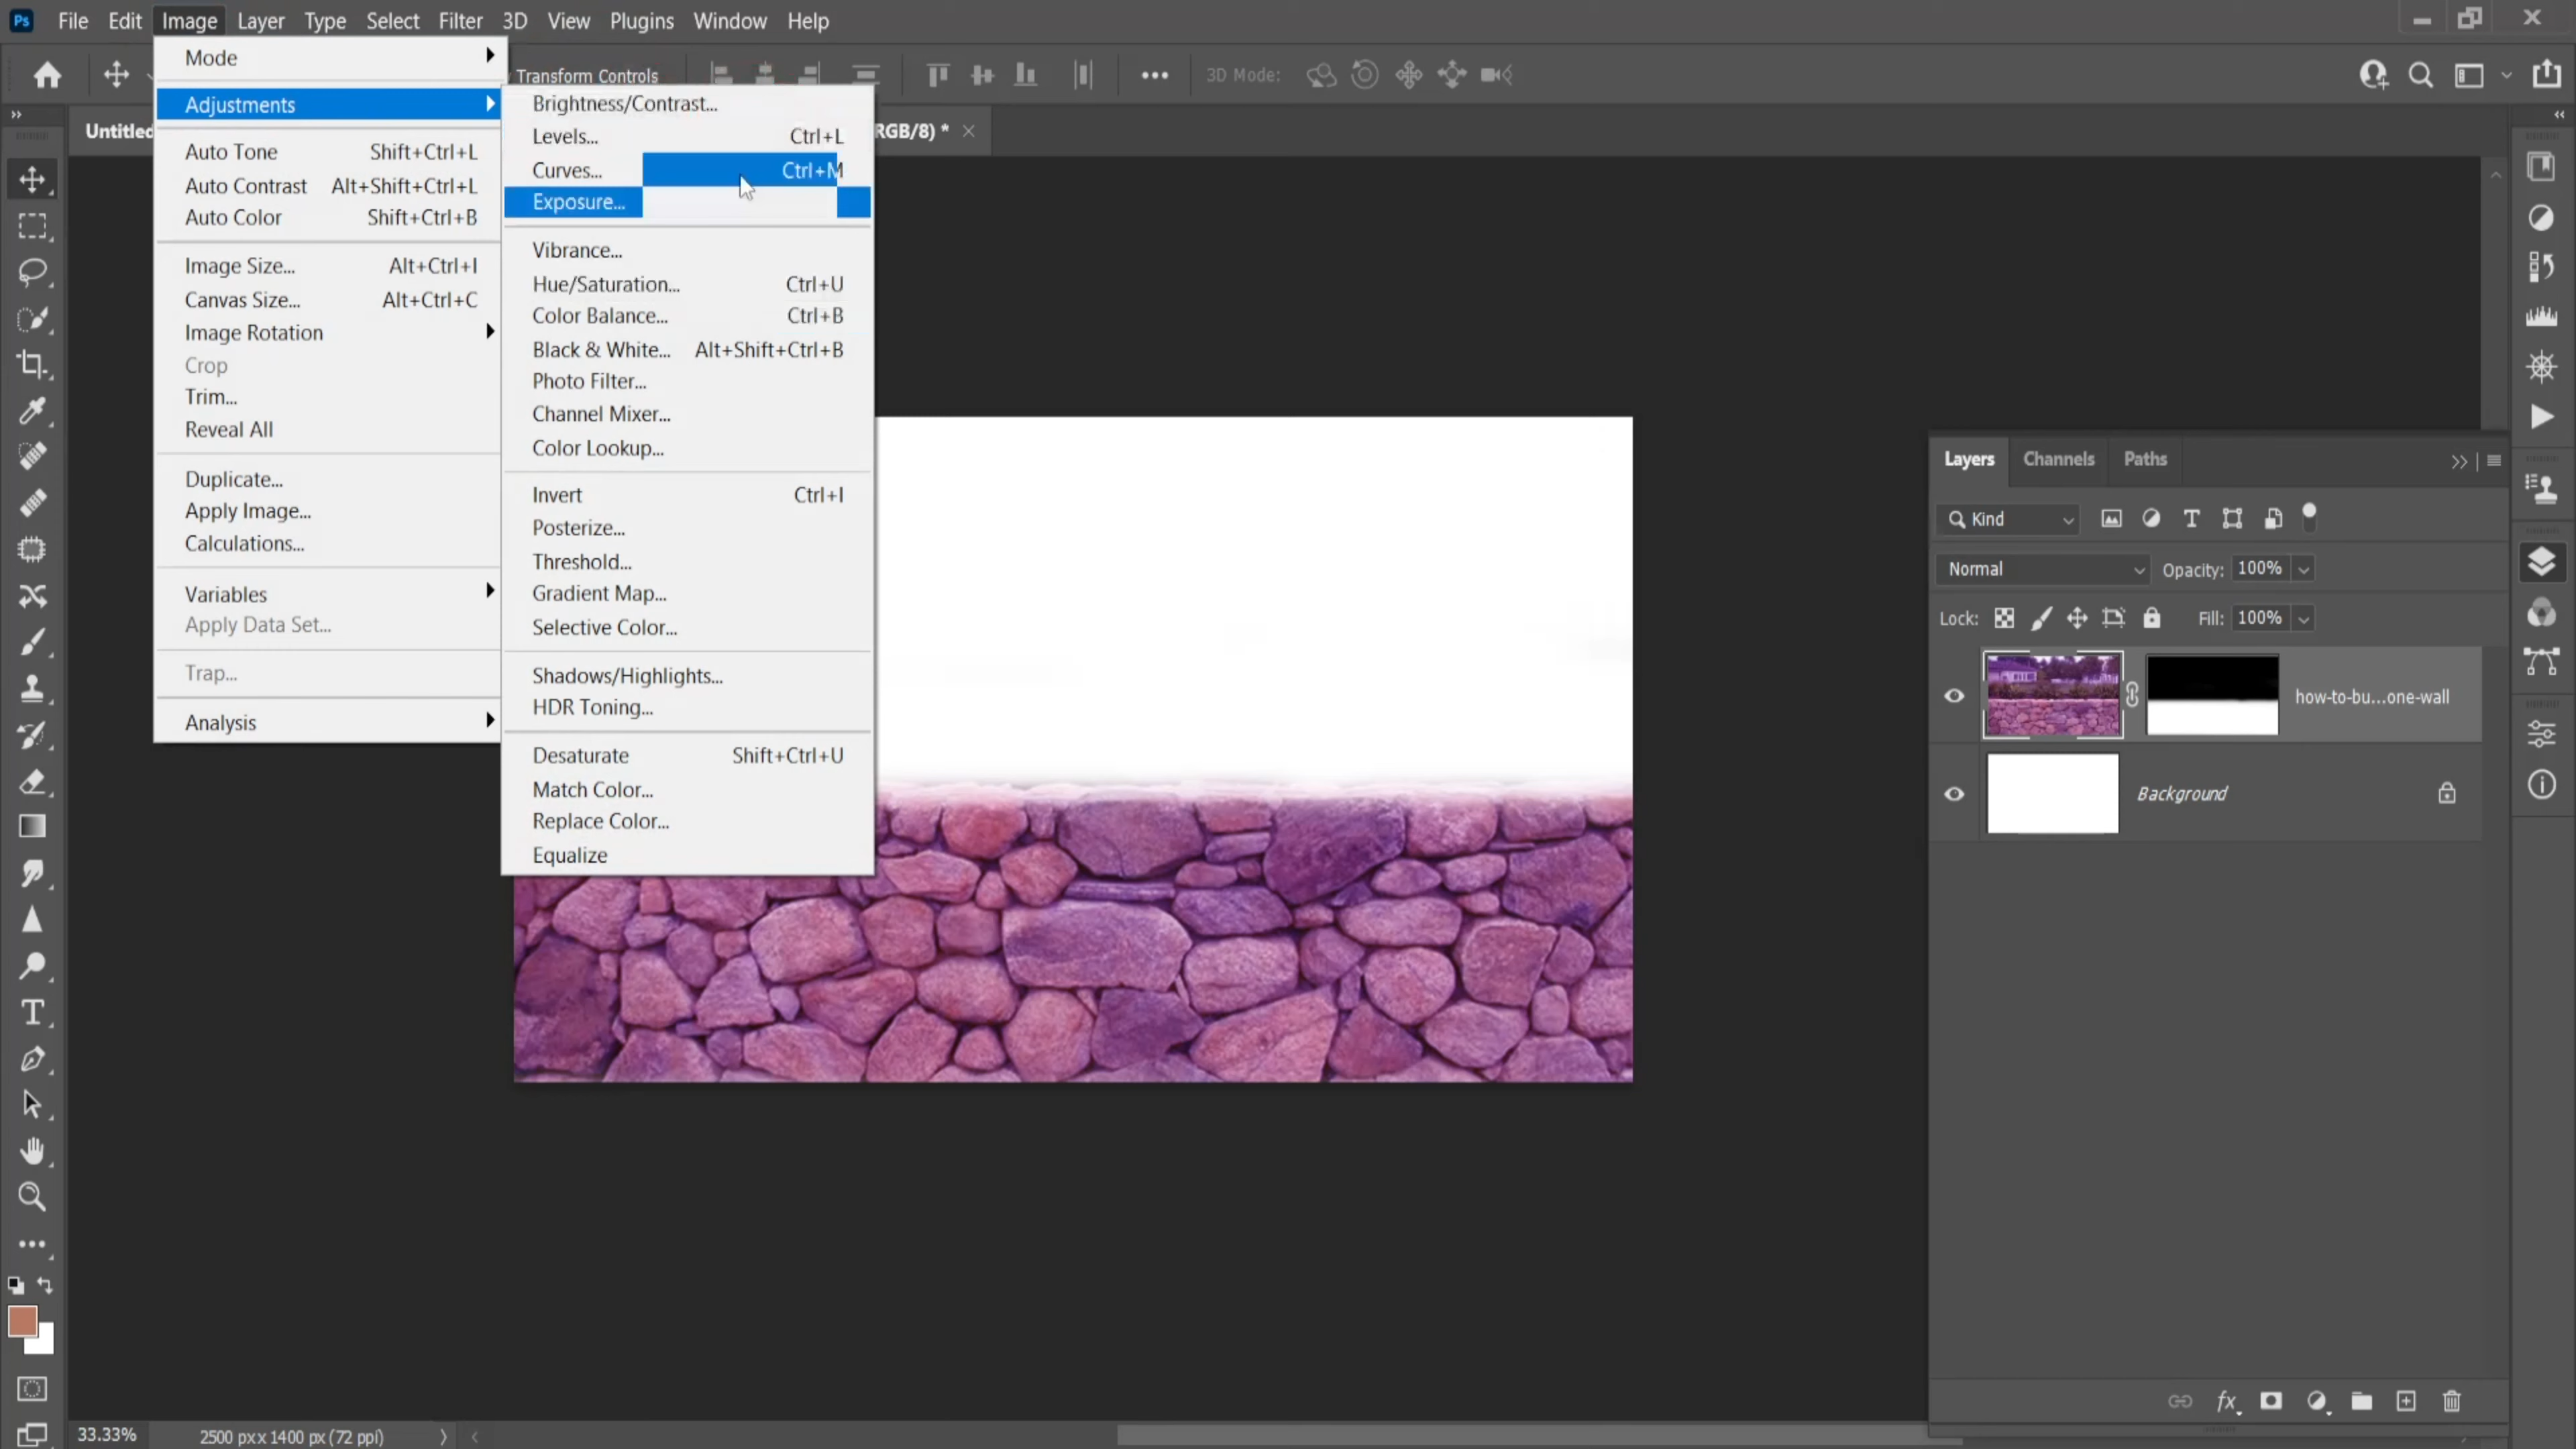 Ps File Edit Image Layer Type Select Filter 3D View Plugins Window Help
Transform Controls 3D Mode:
Untitled RGB/8) *
Mode
Adjustments
Auto Tone Shift+Ctrl+L
Auto Contrast Alt+Shift+Ctrl+L
Auto Color Shift+Ctrl+B
Image Size... Alt+Ctrl+I
Canvas Size... Alt+Ctrl+C
Image Rotation
Crop
Trim...
Reveal All
Duplicate...
Apply Image...
Calculations...
Variables
Apply Data Set...
Trap...
Analysis
Brightness/Contrast...
Levels... Ctrl+L
Curves... Ctrl+M
Exposure...
Vibrance...
Hue/Saturation... Ctrl+U
Color Balance... Ctrl+B
Black & White... Alt+Shift+Ctrl+B
Photo Filter...
Channel Mixer...
Color Lookup...
Invert Ctrl+I
Posterize...
Threshold...
Gradient Map...
Selective Color...
Shadows/Highlights...
HDR Toning...
Desaturate Shift+Ctrl+U
Match Color...
Replace Color...
Equalize
Layers Channels Paths
Kind
Normal Opacity: 100%
Lock: Fill: 100%
how-to-bu...one-wall
Background
fx
33.33% 2500 px x 1400 px (72 ppi)